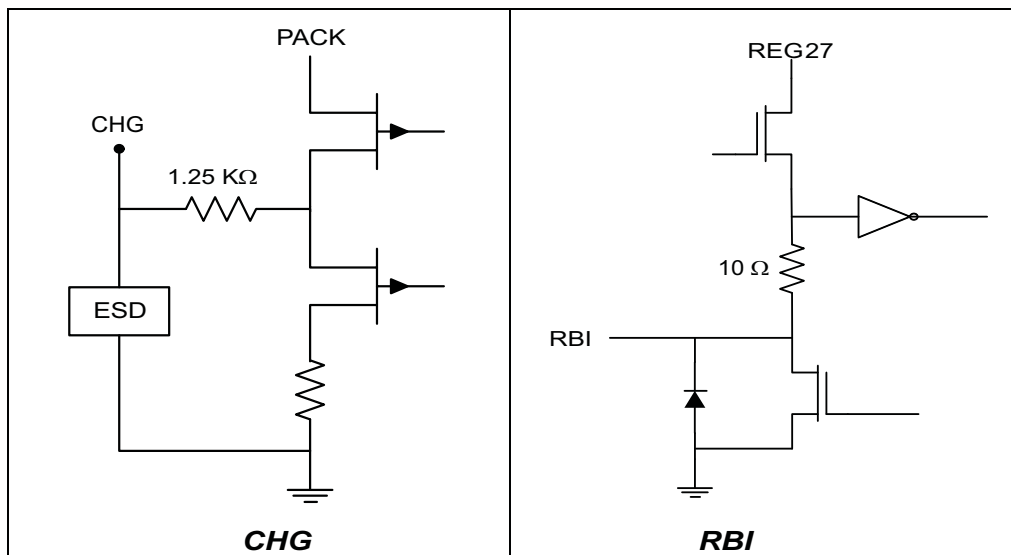 PACK
CHG
1.25 KΩ
ESD
CHG
REG27
10 Ω
RBI
RBI